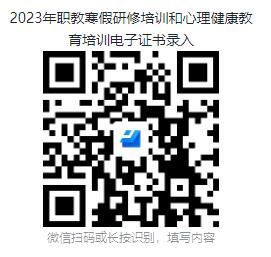 2023年职教寒假研修培训和心理健康教
育培训电子证书录入
微信扫码或长按识别，填写内容